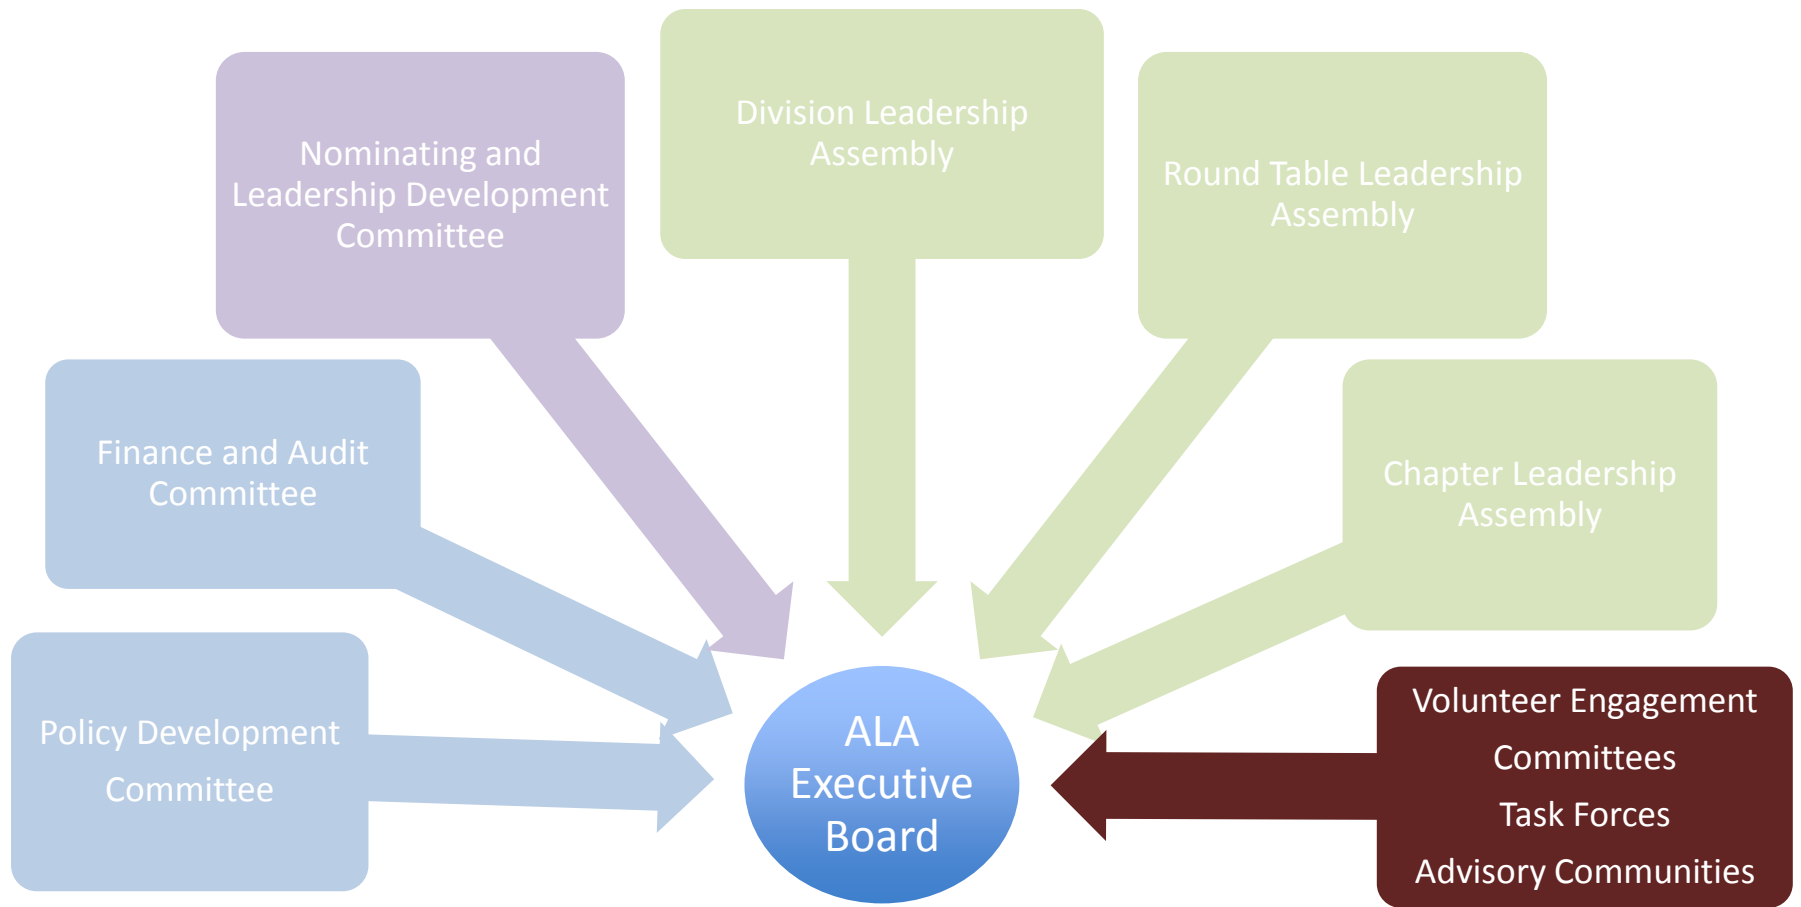 Division Leadership
Assembly
Nominating and
Leadership Development
Committee
Round Table Leadership
Assembly
Finance and Audit
Committee
Chapter Leadership
Assembly
Policy Development
Committee
ALA
Executive
Board
Volunteer Engagement
Committees
Task Forces
Advisory Communities